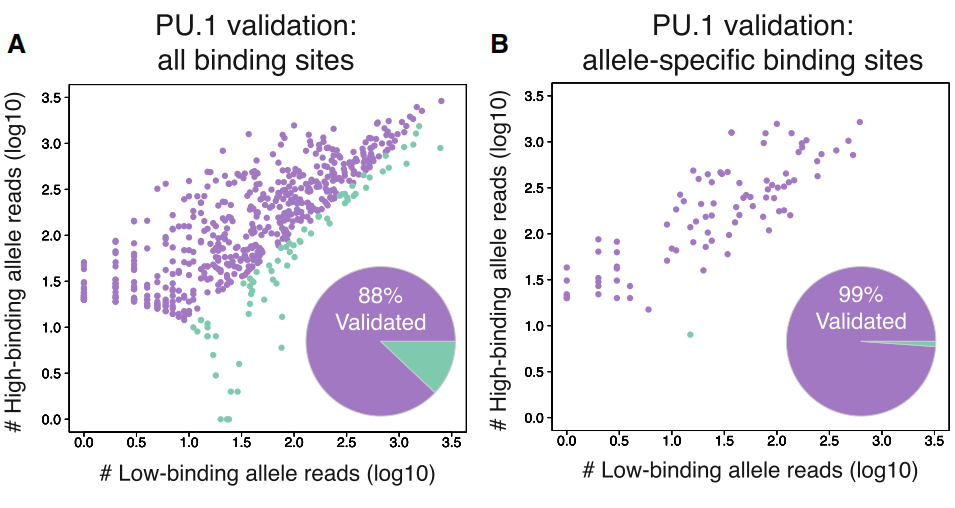 A
PU.1 validation:
all binding sites
# High-binding allele reads (log10)
3.5
3.0
2.5
2.0
1.5
1.0
0.5
0.0
88%
Validated
0.0 0.5 1.0 1.5 2.0 2.5 3.0 3.5
# Low-binding allele reads (log10)
B
PU.1 validation:
allele-specific binding sites
# High-binding allele reads (log10)
3.5
3.0
2.5
2.0
1.5
1.0
0.5
0.0
99%
Validated
0.0 0.5 1.0 1.5 2.0 2.5 3.0 3.5
# Low-binding allele reads (log10)